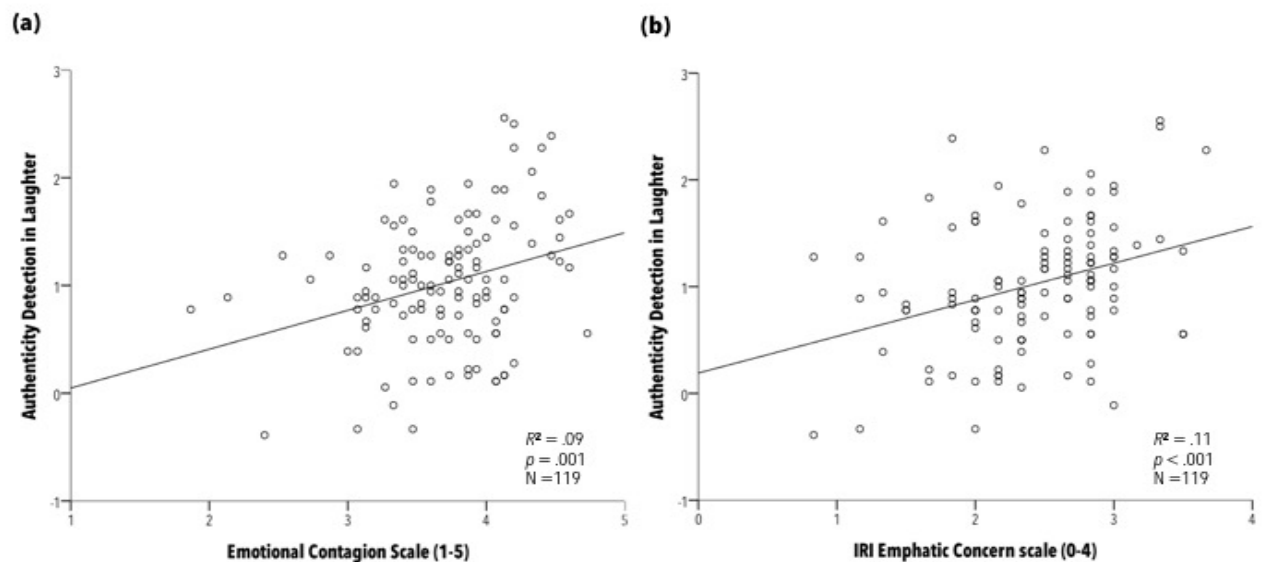 (a)
Authenticity Detection in Laughter
3
2
1
0
-1
1 2 3 4 5
Emotional Contagion Scale (1-5)
R² = .09
p = .001
N =119
(b)
Authenticity Detection in Laughter
3
2
1
0
-1
0 1 2 3 4
IRI Emphatic Concern scale (0-4)
R² = .11
p < .001
N =119